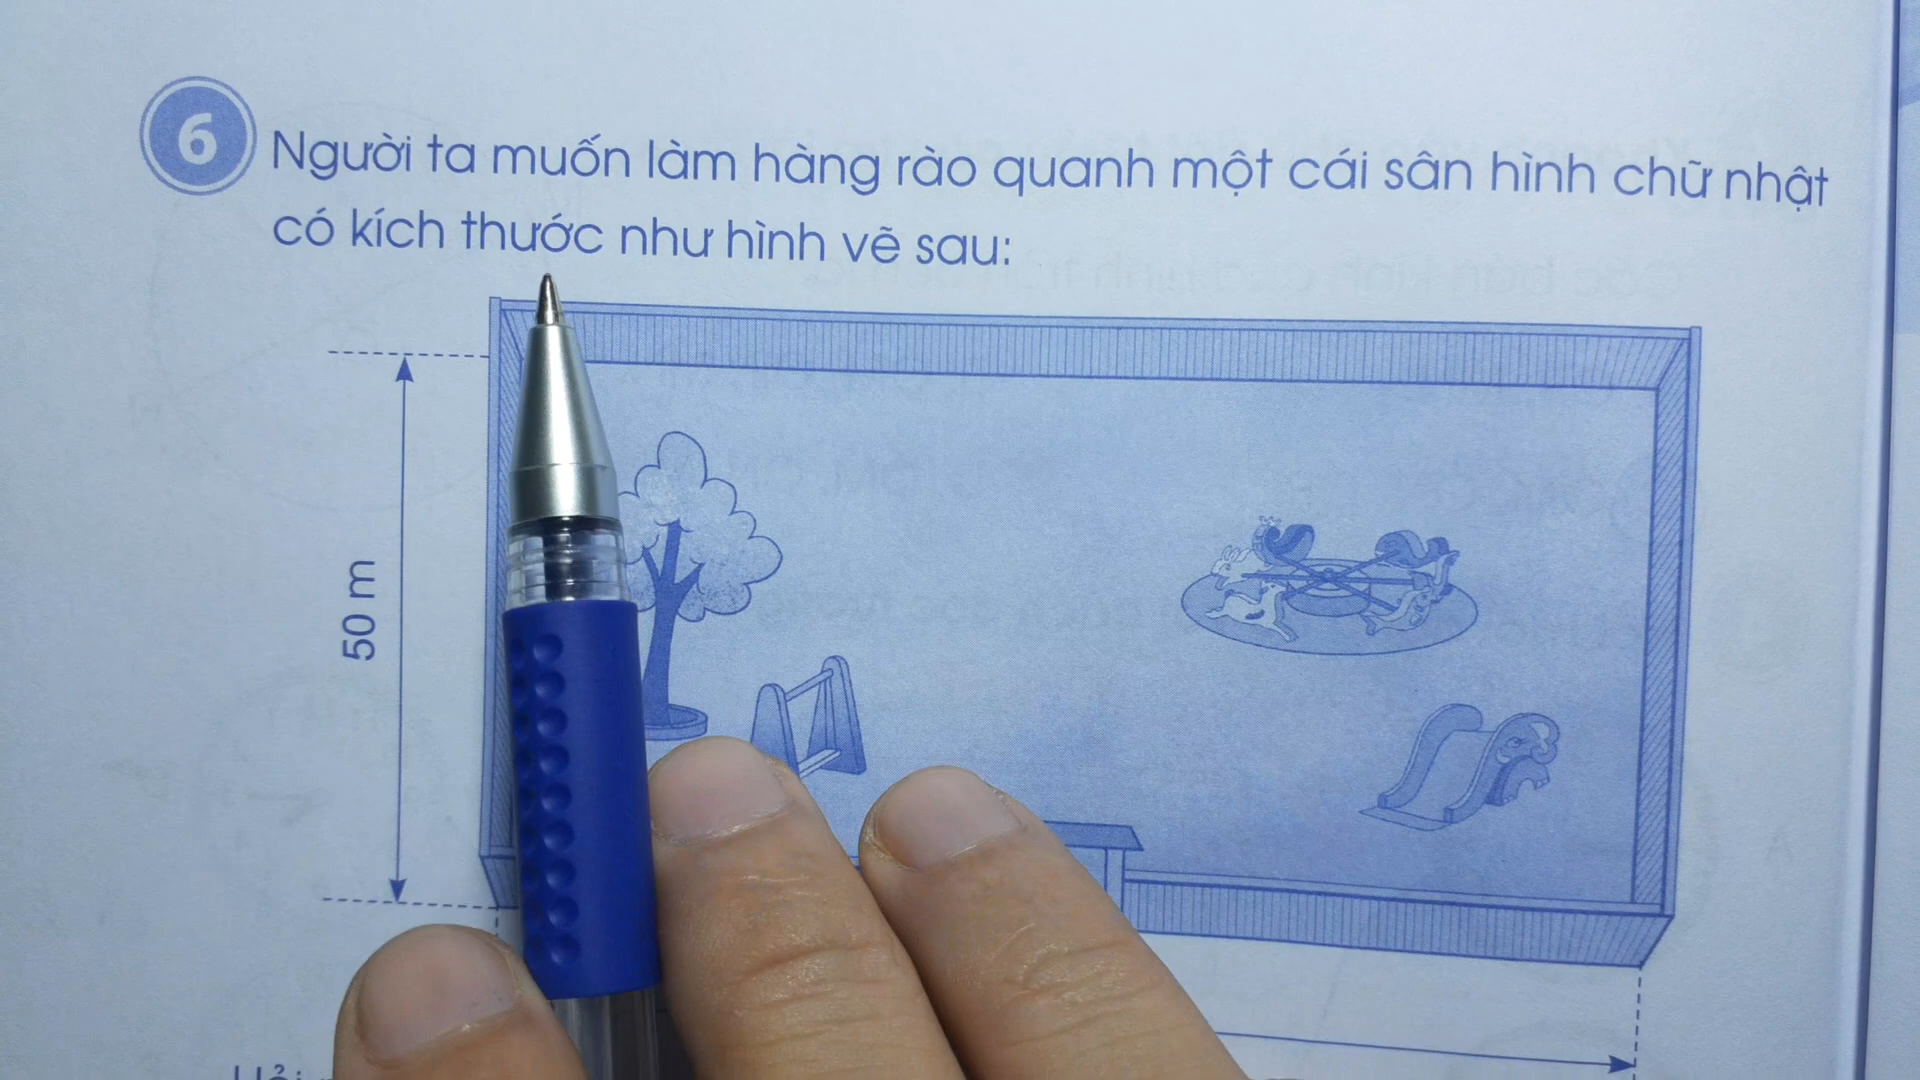 6
Người ta muốn làm hàng rào quanh một cái sân hình chữ nhật
có kích thước như hình vẽ sau:
50 m